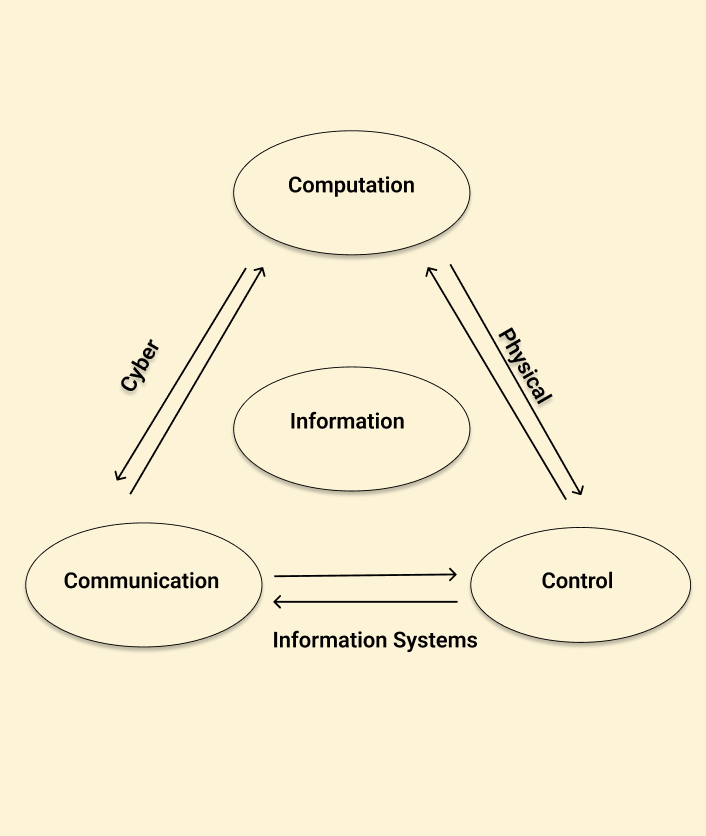 Computation
Cyber
Physical
Information
Communication
Control
Information Systems